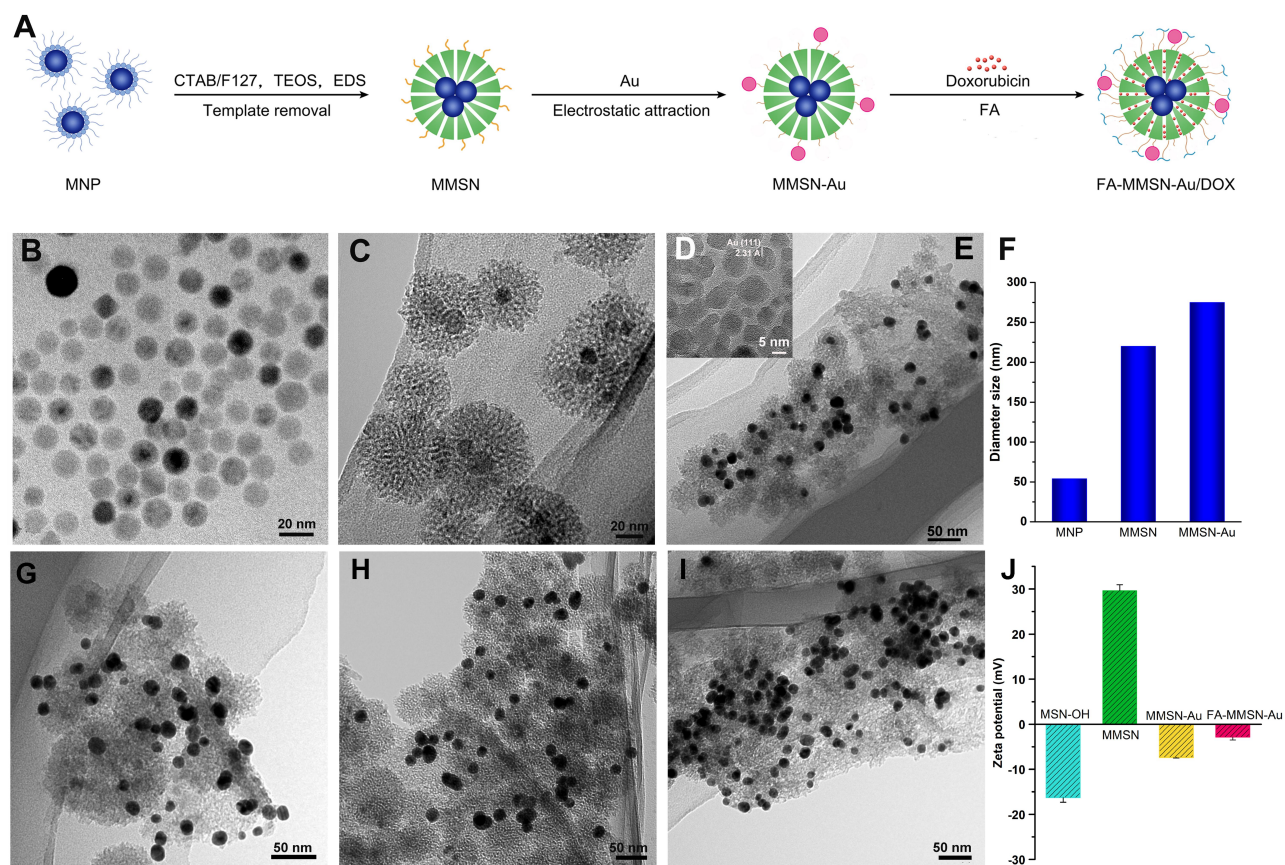 A
CTAB/F127, TEOS, EDS
Template removal
Au
Electrostatic attraction
Doxorubicin
FA
MNP
MMSN
MMSN-Au
FA-MMSN-Au/DOX
B
20 nm
C
20 nm
D
Au (111)
2.31 A
5 nm
E
50 nm
F
Diameter size (nm)
300
250
200
150
100
50
0
MNP MMSN MMSN-Au
G
50 nm
H
50 nm
I
50 nm
J
Zeta potential (mV)
30
20
10
0
-10
-20
-30
MSN-OH
MMSN
MMSN-Au
FA-MMSN-Au